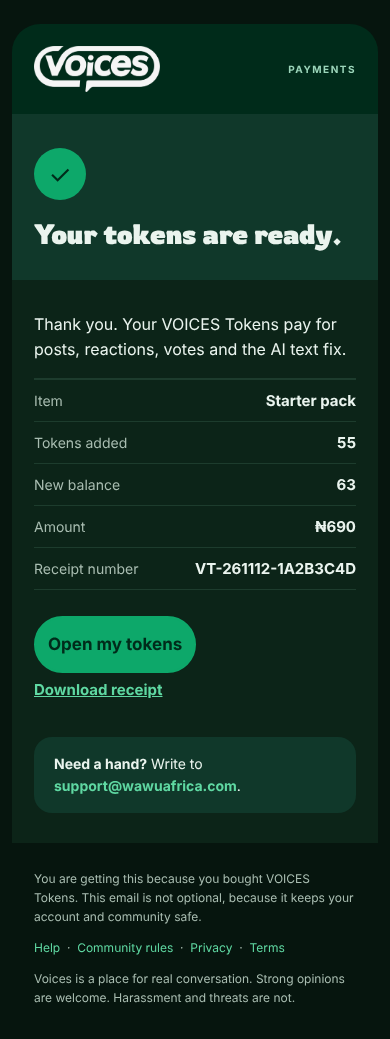 Voices
PAYMENTS
Your tokens are ready.
Thank you. Your VOICES Tokens pay for
posts, reactions, votes and the AI text fix.
Item Starter pack
Tokens added 55
New balance 63
Amount ₦690
Receipt number VT-261112-1A2B3C4D
Open my tokens
Download receipt
Need a hand? Write to
support@wawuafrica.com.
You are getting this because you bought VOICES
Tokens. This email is not optional, because it keeps your
account and community safe.
Help · Community rules · Privacy · Terms
Voices is a place for real conversation. Strong opinions
are welcome. Harassment and threats are not.